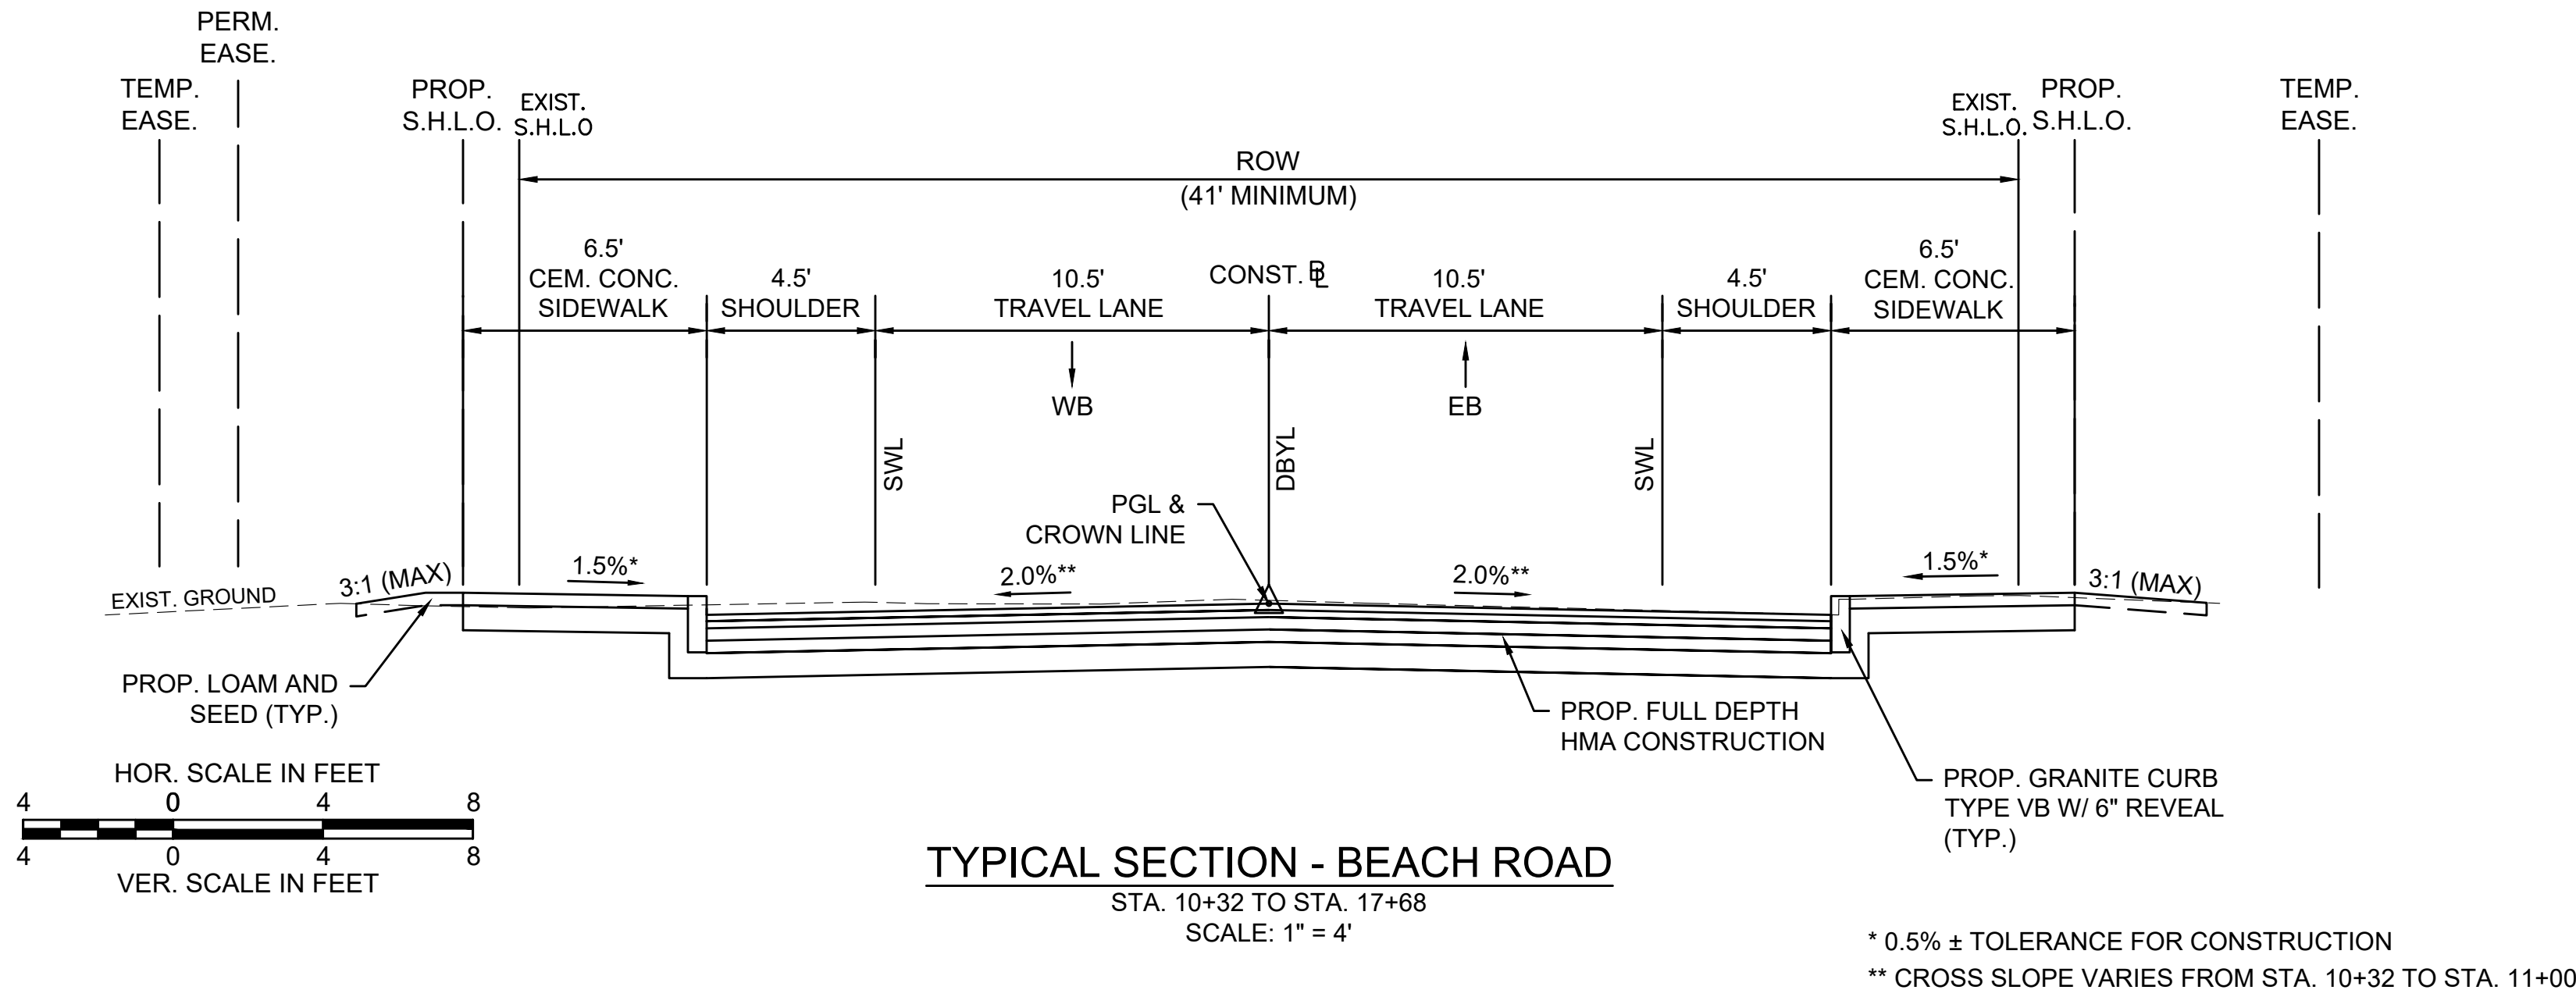 PERM.
EASE.
TEMP.
EASE.
PROP.
S.H.L.O.
EXIST.
S.H.L.O
EXIST.
S.H.L.O.
PROP.
S.H.L.O.
TEMP.
EASE.
ROW
(41' MINIMUM)
6.5'
CEM. CONC.
SIDEWALK
4.5'
SHOULDER
10.5'
TRAVEL LANE
CONST. BL
10.5'
TRAVEL LANE
4.5'
SHOULDER
6.5'
CEM. CONC.
SIDEWALK
WB
EB
SWL
DBYL
SWL
PGL &
CROWN LINE
EXIST. GROUND
3:1 (MAX)
1.5%*
2.0%**
2.0%**
1.5%*
3:1 (MAX)
PROP. LOAM AND
SEED (TYP.)
PROP. FULL DEPTH
HMA CONSTRUCTION
PROP. GRANITE CURB
TYPE VB W/ 6" REVEAL
(TYP.)
HOR. SCALE IN FEET
4 0 4 8
4 0 4 8
VER. SCALE IN FEET
TYPICAL SECTION - BEACH ROAD
STA. 10+32 TO STA. 17+68
SCALE: 1" = 4'
* 0.5% ± TOLERANCE FOR CONSTRUCTION
** CROSS SLOPE VARIES FROM STA. 10+32 TO STA. 11+00